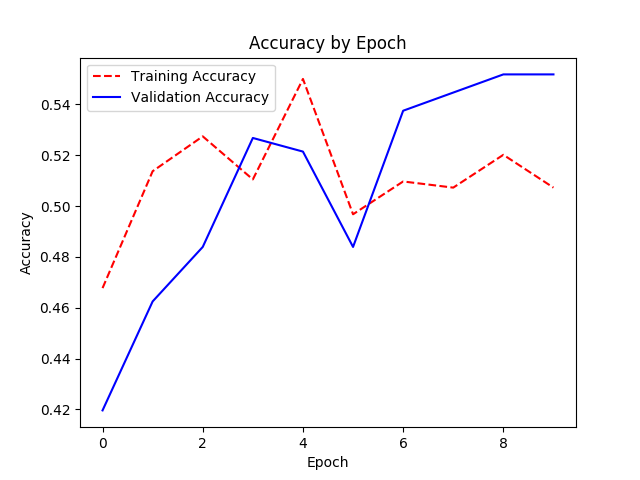 Accuracy by Epoch
Training Accuracy
Validation Accuracy
0.54
0.52
0.50
0.48
0.46
0.44
0.42
Accuracy
0 2 4 6 8
Epoch